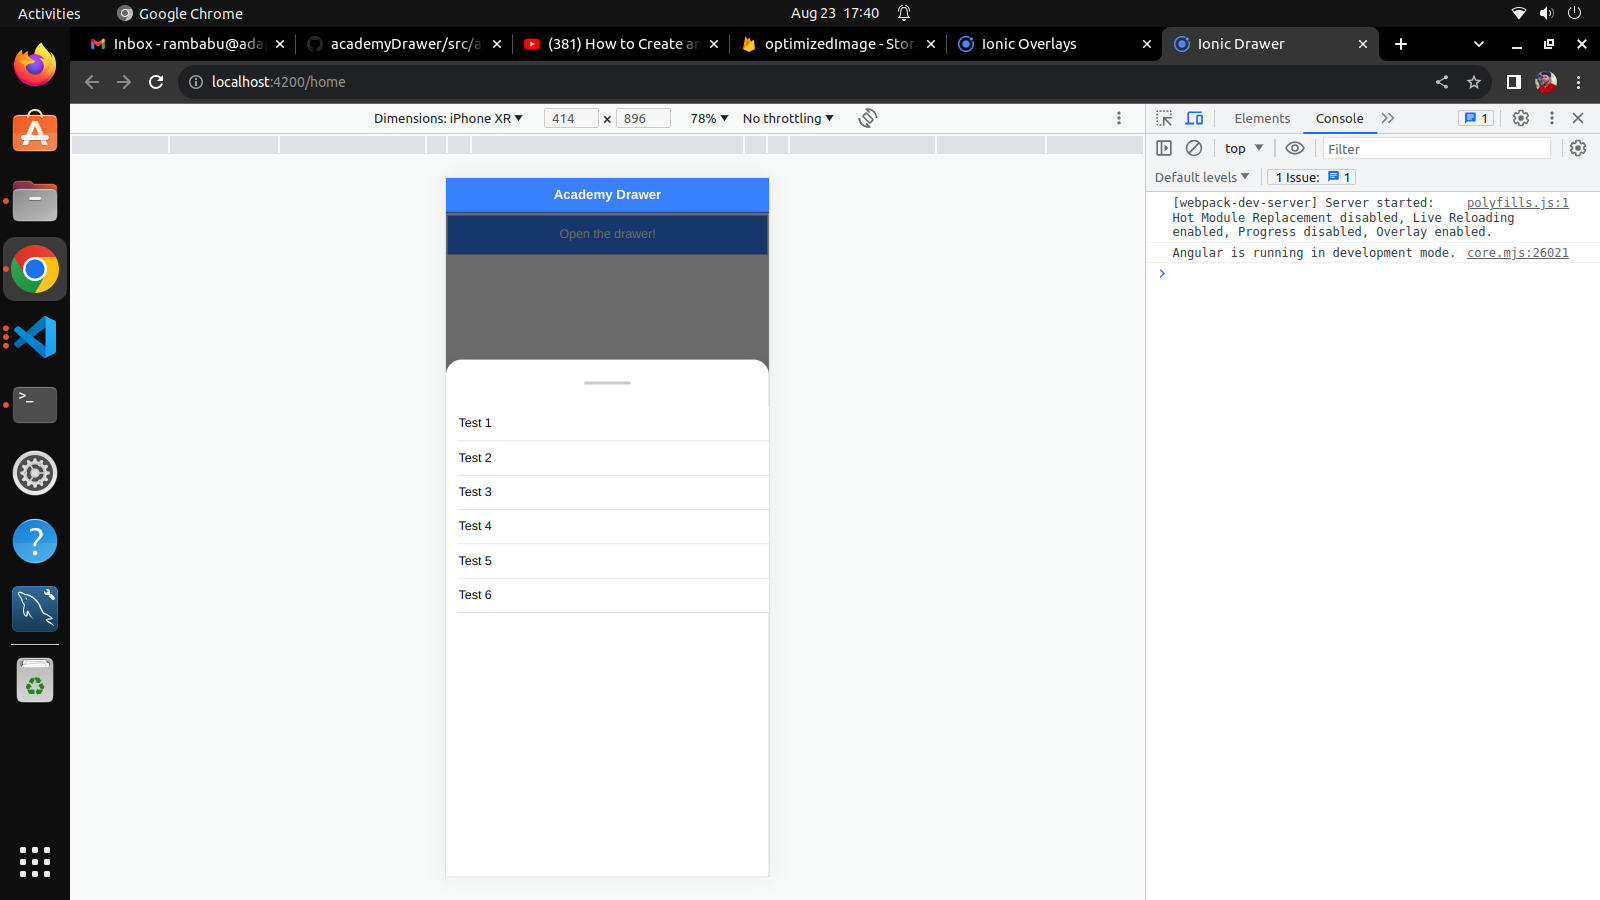 Activities Google Chrome Aug 23 17:40
Inbox - rambabu@ada academyDrawer/src/a (381) How to Create an optimizedImage - Stor Ionic Overlays Ionic Drawer
localhost:4200/home
Dimensions: iPhone XR 414 × 896 78% No throttling
Elements Console 1
top Filter
Default levels 1 Issue: 1
[webpack-dev-server] Server started: polyfills.js:1
Hot Module Replacement disabled, Live Reloading
enabled, Progress disabled, Overlay enabled.
Angular is running in development mode. core.mjs:26021
Academy Drawer
Open the drawer!
Test 1
Test 2
Test 3
Test 4
Test 5
Test 6